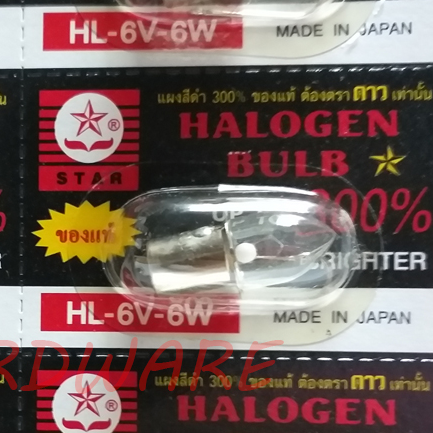 HL-6V-6W MADE IN JAPAN
แผงสีดำ 300% ของแท้ ต้องตรา ดาว เท่านั้น
®
HALOGEN
BULB
STAR
UP
300%
ของแท้
BRIGHTER
HL-6V-6W MADE IN JAPAN
RDWARE
แผงสีดำ 300% ของแท้ ต้องตรา ดาว เท่านั้น
®
HALOGEN